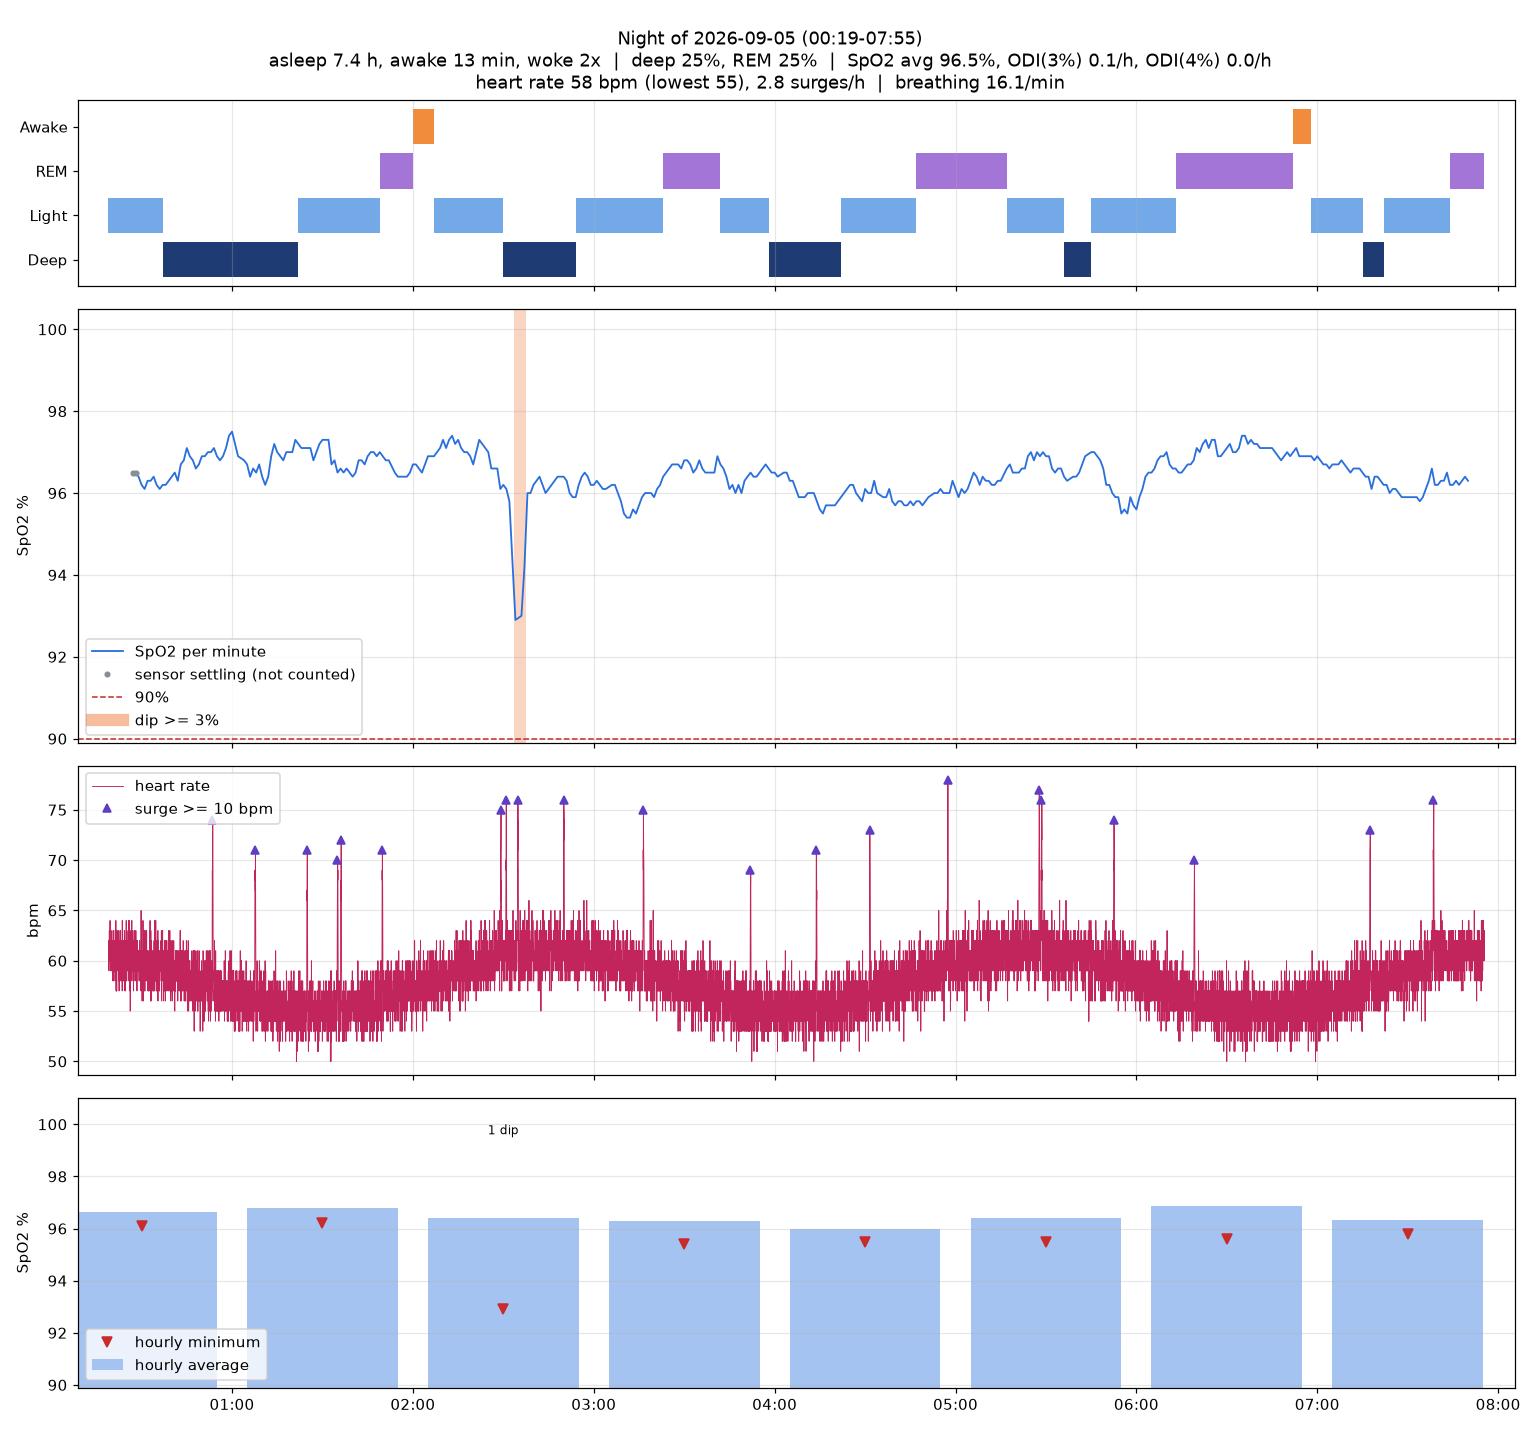 Night of 2026-09-05 (00:19-07:55)
asleep 7.4 h, awake 13 min, woke 2x | deep 25%, REM 25% | SpO2 avg 96.5%, ODI(3%) 0.1/h, ODI(4%) 0.0/h
heart rate 58 bpm (lowest 55), 2.8 surges/h | breathing 16.1/min
Awake
REM
Light
Deep
100
98
96
94
92
90
SpO2 %
SpO2 per minute
sensor settling (not counted)
90%
dip >= 3%
75
70
65
60
55
50
bpm
heart rate
surge >= 10 bpm
100
98
96
94
92
90
SpO2 %
1 dip
hourly minimum
hourly average
01:00 02:00 03:00 04:00 05:00 06:00 07:00 08:00